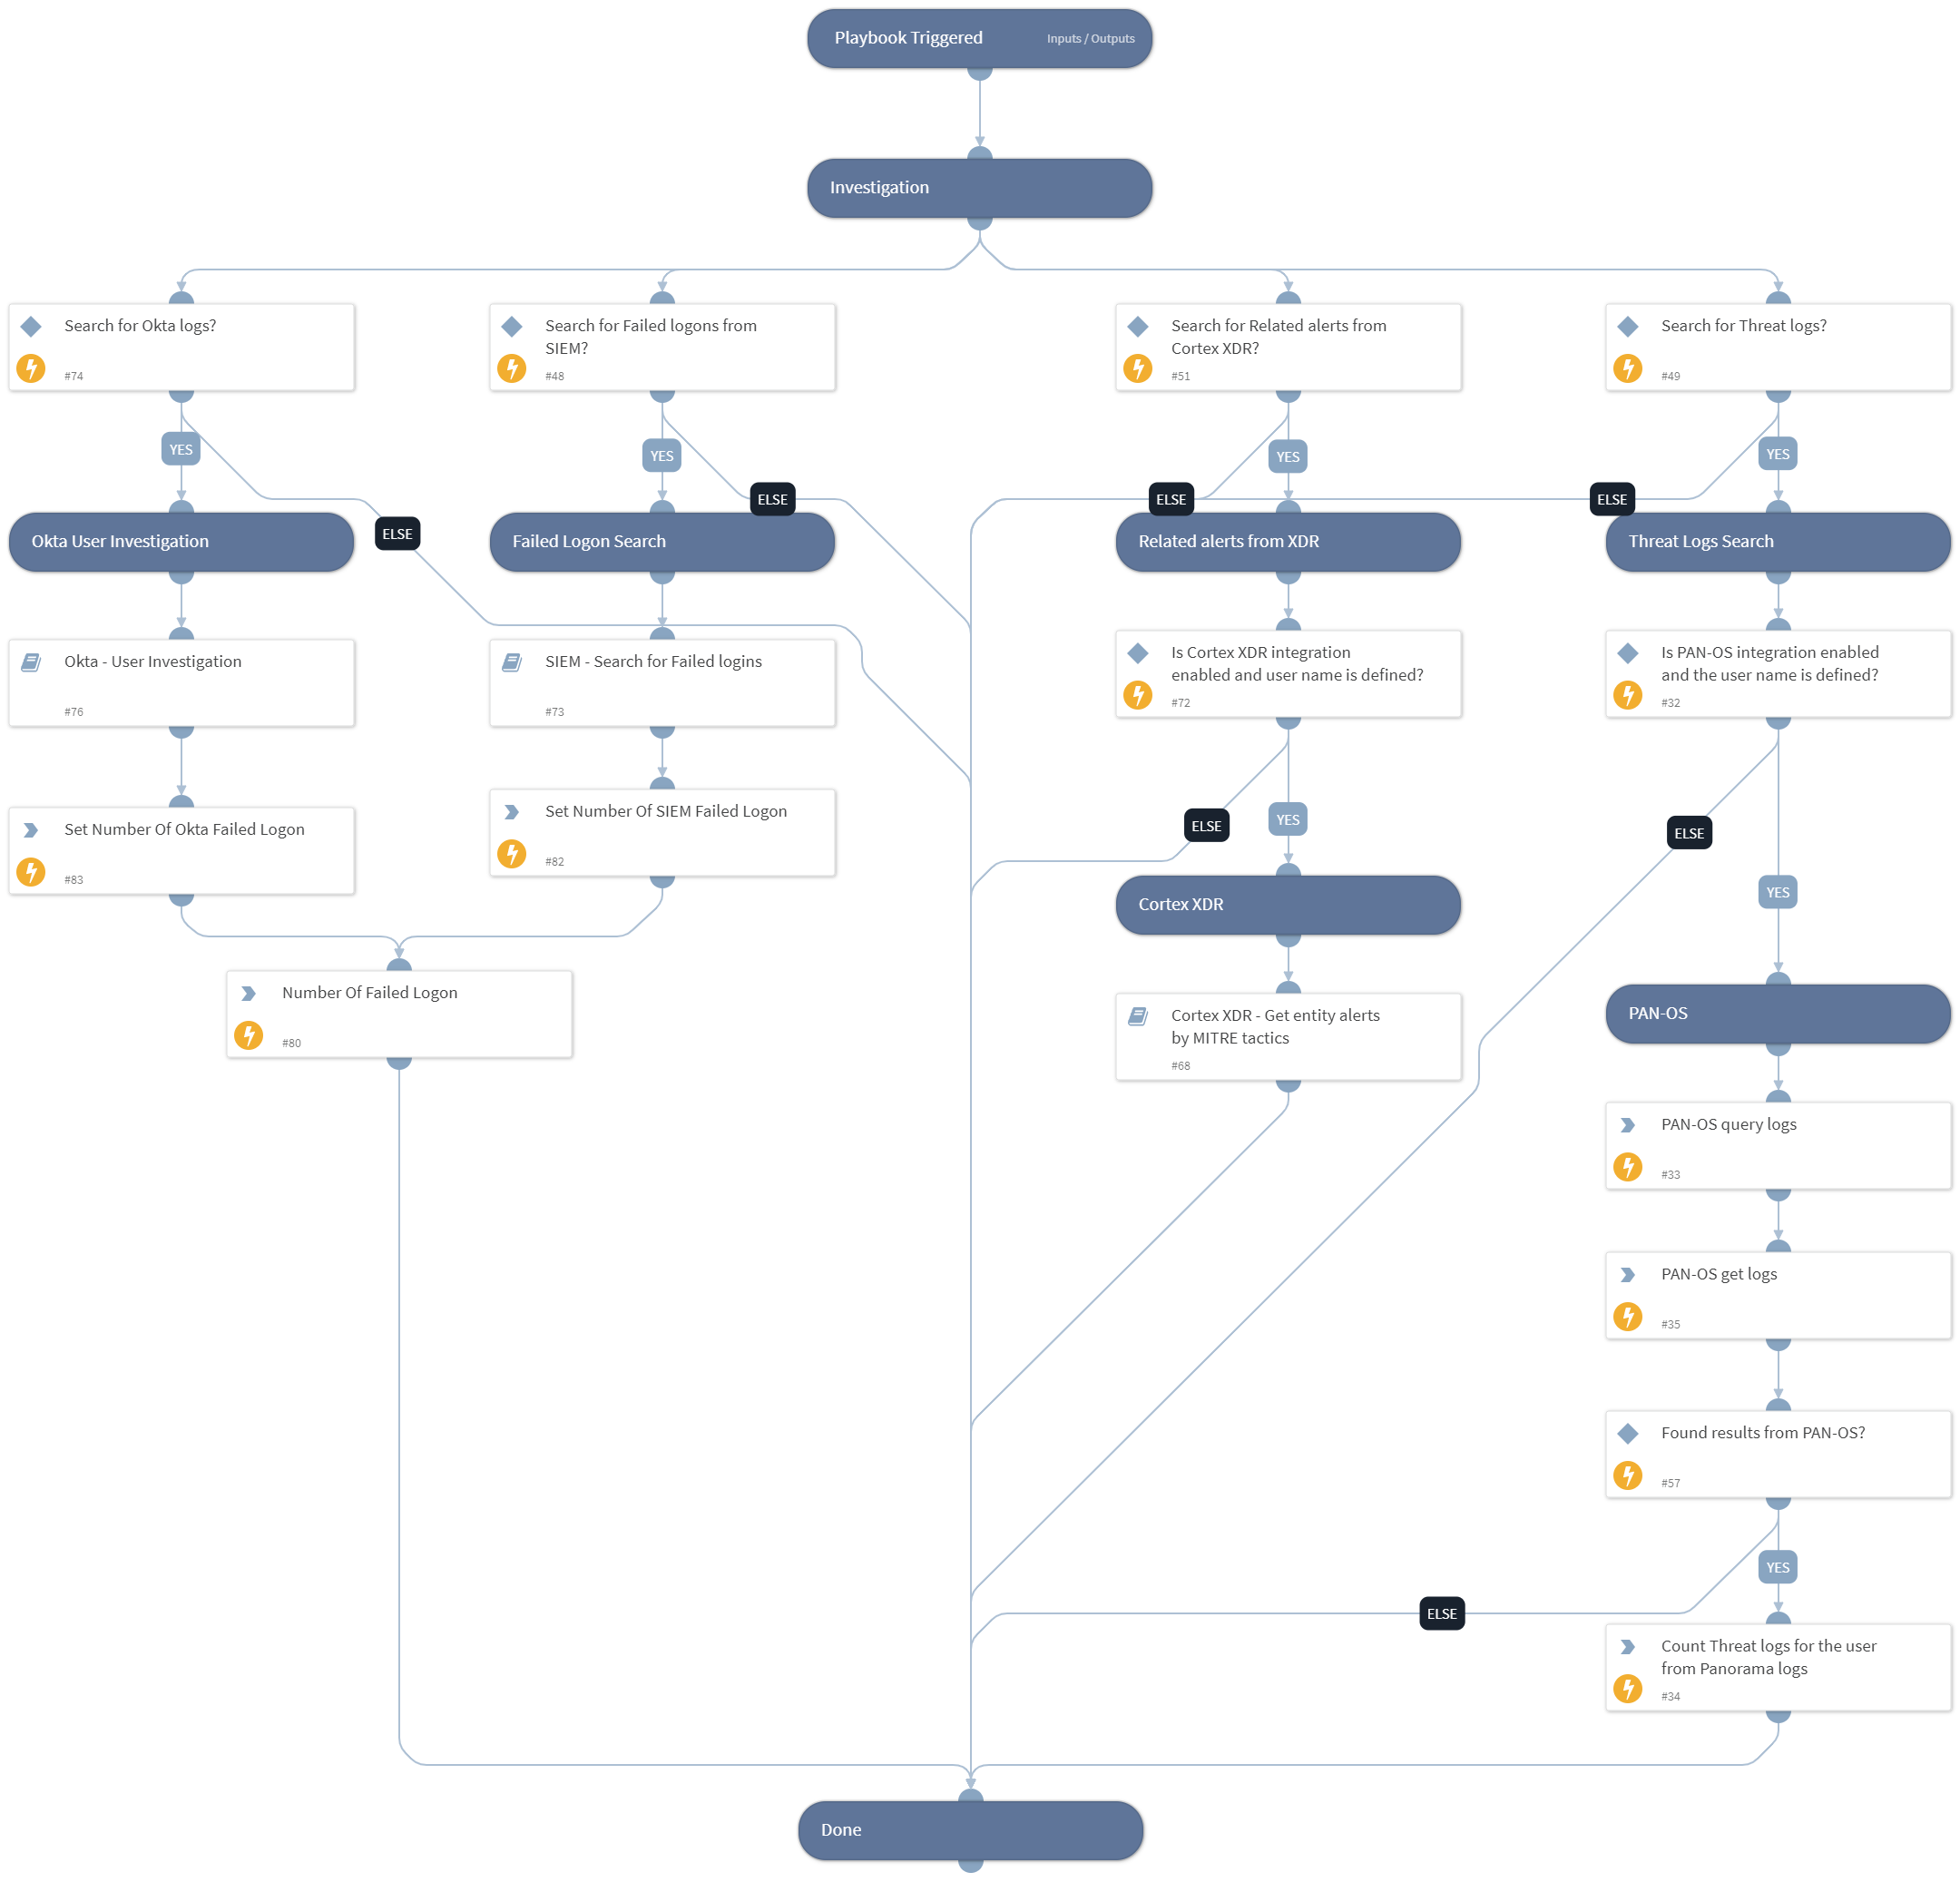 Playbook Triggered
Inputs / Outputs
Investigation
Search for Okta logs?
#74
Search for Failed logons from
SIEM?
#48
Search for Related alerts from
Cortex XDR?
#51
Search for Threat logs?
#49
YES
YES
YES
YES
ELSE
ELSE
ELSE
ELSE
Okta User Investigation
Failed Logon Search
Related alerts from XDR
Threat Logs Search
Okta - User Investigation
#76
SIEM - Search for Failed logins
#73
Is Cortex XDR integration
enabled and user name is defined?
#72
Is PAN-OS integration enabled
and the user name is defined?
#32
Set Number Of Okta Failed Logon
#83
Set Number Of SIEM Failed Logon
#82
ELSE
YES
ELSE
YES
Cortex XDR
Number Of Failed Logon
#80
Cortex XDR - Get entity alerts
by MITRE tactics
#68
PAN-OS
PAN-OS query logs
#33
PAN-OS get logs
#35
Found results from PAN-OS?
#57
YES
ELSE
Count Threat logs for the user
from Panorama logs
#34
Done